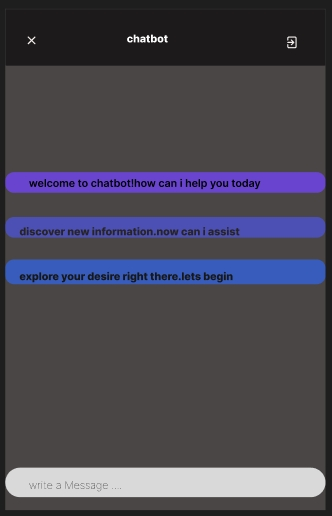 chatbot
welcome to chatbot!how can i help you today
discover new information.now can i assist
explore your desire right there.lets begin
write a Message ....